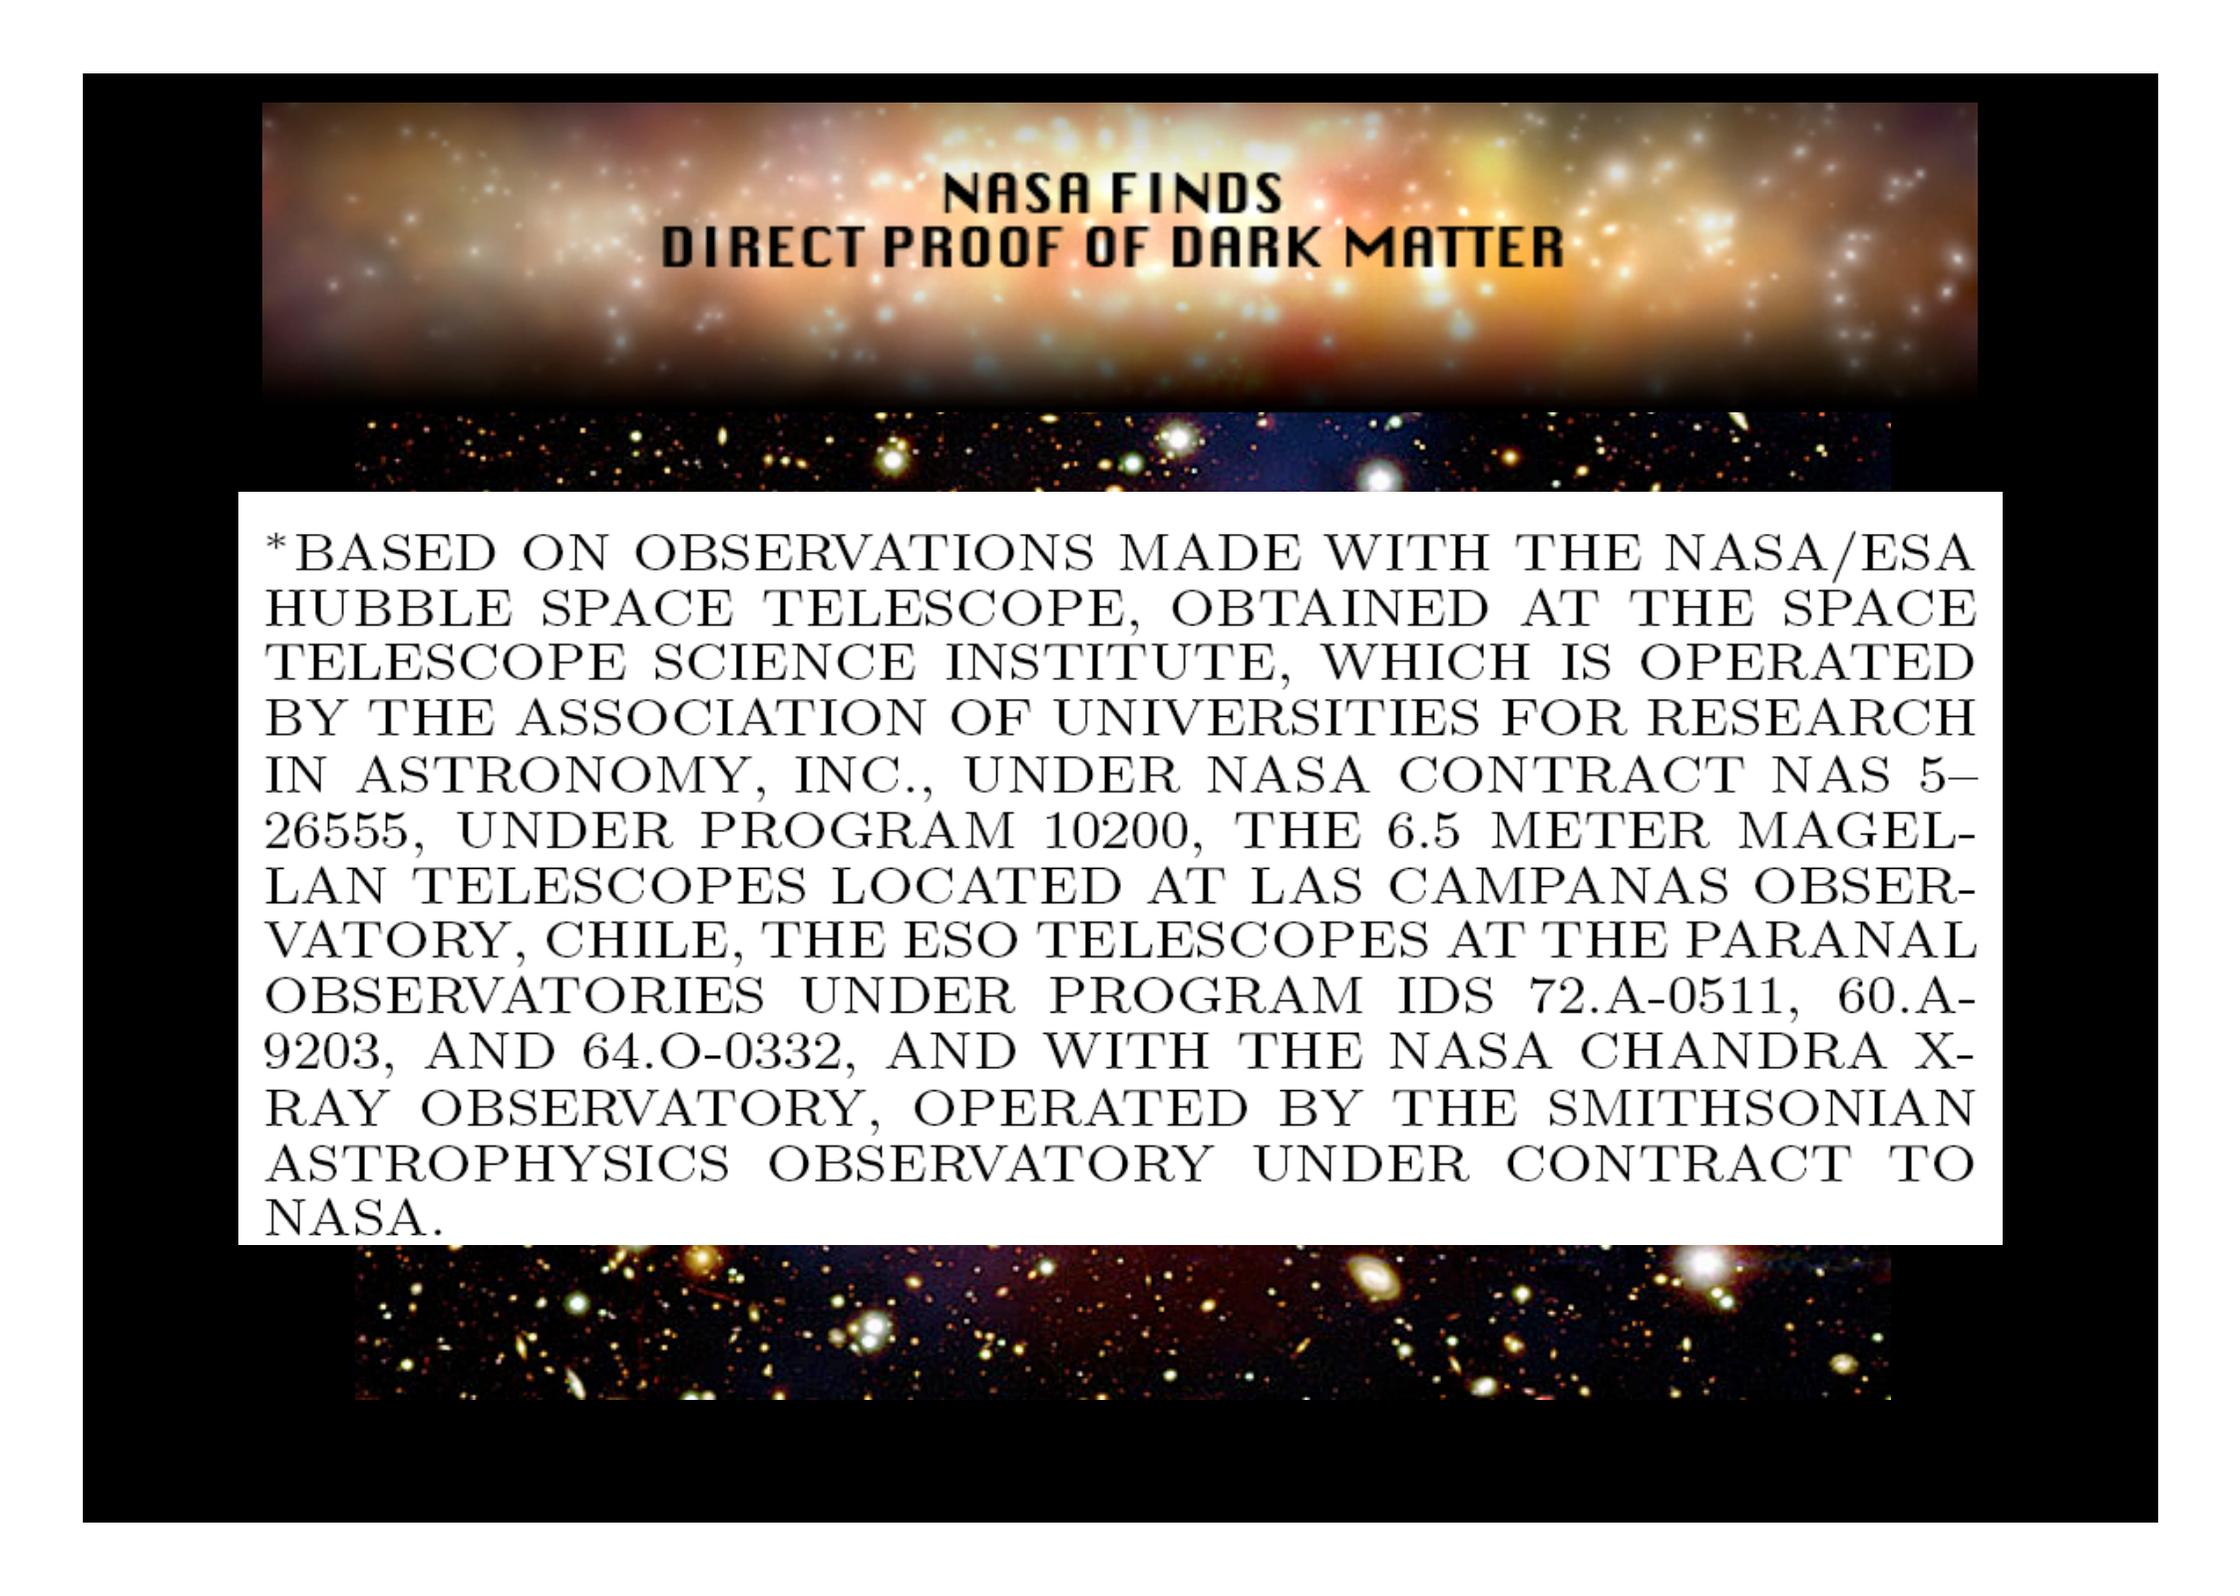 NASA FINDS
DIRECT PROOF OF DARK MATTER
*BASED ON OBSERVATIONS MADE WITH THE NASA/ESA
HUBBLE SPACE TELESCOPE, OBTAINED AT THE SPACE
TELESCOPE SCIENCE INSTITUTE, WHICH IS OPERATED
BY THE ASSOCIATION OF UNIVERSITIES FOR RESEARCH
IN ASTRONOMY, INC., UNDER NASA CONTRACT NAS 5–
26555, UNDER PROGRAM 10200, THE 6.5 METER MAGEL-
LAN TELESCOPES LOCATED AT LAS CAMPANAS OBSER-
VATORY, CHILE, THE ESO TELESCOPES AT THE PARANAL
OBSERVATORIES UNDER PROGRAM IDS 72.A-0511, 60.A-
9203, AND 64.O-0332, AND WITH THE NASA CHANDRA X-
RAY OBSERVATORY, OPERATED BY THE SMITHSONIAN
ASTROPHYSICS OBSERVATORY UNDER CONTRACT TO
NASA.